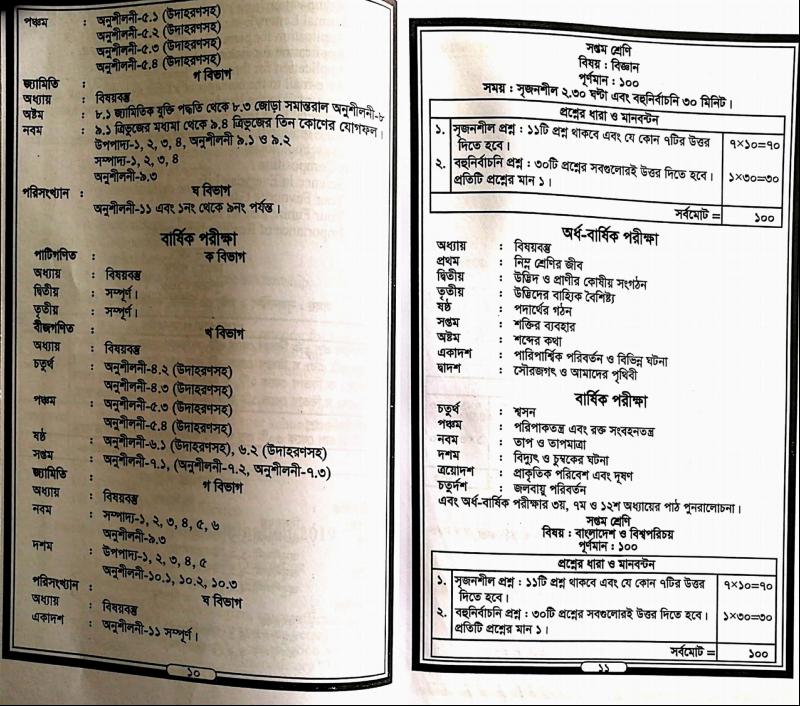 পঞ্চম : অনুশীলনী-৫.১ (উদাহরণসহ)
অনুশীলনী-৫.২ (উদাহরণসহ)
অনুশীলনী-৫.৩ (উদাহরণসহ)
অনুশীলনী-৫.৪ (উদাহরণসহ)
গ বিভাগ
জ্যামিতি :
অধ্যায় : বিষয়বস্তু
অষ্টম : ৮.১ জ্যামিতিক যুক্তি পদ্ধতি থেকে ৮.৩ জোড়া সমান্তরাল অনুশীলনী-৮
নবম : ৯.১ ত্রিভুজের মধ্যমা থেকে ৯.৪ ত্রিভুজের তিন কোণের যোগফল।
উপপাদ্য-১, ২, ৩, ৪, অনুশীলনী ৯.১ ও ৯.২
সম্পাদ্য-১, ২, ৩, ৪
অনুশীলনী-৯.৩
পরিসংখ্যান : ঘ বিভাগ
অনুশীলনী-১১ এবং ১নং থেকে ৯নং পর্যন্ত।
বার্ষিক পরীক্ষা
পাটিগণিত : ক বিভাগ
অধ্যায় : বিষয়বস্তু
দ্বিতীয় : সম্পূর্ণ।
তৃতীয় : সম্পূর্ণ।
বীজগণিত : খ বিভাগ
অধ্যায় : বিষয়বস্তু
চতুর্থ : অনুশীলনী-৪.২ (উদাহরণসহ)
অনুশীলনী-৪.৩ (উদাহরণসহ)
পঞ্চম : অনুশীলনী-৫.৩ (উদাহরণসহ)
অনুশীলনী-৫.৪ (উদাহরণসহ)
ষষ্ঠ : অনুশীলনী-৬.১ (উদাহরণসহ), ৬.২ (উদাহরণসহ)
সপ্তম : অনুশীলনী-৭.১, (অনুশীলনী-৭.২, অনুশীলনী-৭.৩)
জ্যামিতি : গ বিভাগ
অধ্যায় : বিষয়বস্তু
নবম : সম্পাদ্য-১, ২, ৩, ৪, ৫, ৬
অনুশীলনী-৯.৩
দশম : উপপাদ্য-১, ২, ৩, ৪, ৫
অনুশীলনী-১০.১, ১০.২, ১০.৩
পরিসংখ্যান : ঘ বিভাগ
অধ্যায় : বিষয়বস্তু
একাদশ : অনুশীলনী-১১ সম্পূর্ণ।
১০
সপ্তম শ্রেণি
বিষয় : বিজ্ঞান
পূর্ণমান : ১০০
সময় : সৃজনশীল ২.৩০ ঘন্টা এবং বহুনির্বাচনি ৩০ মিনিট।
প্রশ্নের ধারা ও মানবন্টন
১. সৃজনশীল প্রশ্ন : ১১টি প্রশ্ন থাকবে এবং যে কোন ৭টির উত্তর দিতে হবে। ৭×১০=৭০
২. বহুনির্বাচনি প্রশ্ন : ৩০টি প্রশ্নের সবগুলোরই উত্তর দিতে হবে। প্রতিটি প্রশ্নের মান ১। ১×৩০=৩০
সর্বমোট = ১০০
অর্ধ-বার্ষিক পরীক্ষা
অধ্যায় : বিষয়বস্তু
প্রথম : নিম্ন শ্রেণির জীব
দ্বিতীয় : উদ্ভিদ ও প্রাণীর কোষীয় সংগঠন
তৃতীয় : উদ্ভিদের বাহ্যিক বৈশিষ্ট্য
ষষ্ঠ : পদার্থের গঠন
সপ্তম : শক্তির ব্যবহার
অষ্টম : শব্দের কথা
একাদশ : পারিপার্শ্বিক পরিবর্তন ও বিভিন্ন ঘটনা
দ্বাদশ : সৌরজগৎ ও আমাদের পৃথিবী
বার্ষিক পরীক্ষা
চতুর্থ : শ্বসন
পঞ্চম : পরিপাকতন্ত্র এবং রক্ত সংবহনতন্ত্র
নবম : তাপ ও তাপমাত্রা
দশম : বিদ্যুৎ ও চুম্বকের ঘটনা
ত্রয়োদশ : প্রাকৃতিক পরিবেশ এবং দূষণ
চতুর্দশ : জলবায়ু পরিবর্তন
এবং অর্ধ-বার্ষিক পরীক্ষার ৩য়, ৭ম ও ১২শ অধ্যায়ের পাঠ পুনরালোচনা।
সপ্তম শ্রেণি
বিষয় : বাংলাদেশ ও বিশ্বপরিচয়
পূর্ণমান : ১০০
প্রশ্নের ধারা ও মানবন্টন
১. সৃজনশীল প্রশ্ন : ১১টি প্রশ্ন থাকবে এবং যে কোন ৭টির উত্তর দিতে হবে। ৭×১০=৭০
২. বহুনির্বাচনি প্রশ্ন : ৩০টি প্রশ্নের সবগুলোরই উত্তর দিতে হবে। প্রতিটি প্রশ্নের মান ১। ১×৩০=৩০
সর্বমোট = ১০০
১১